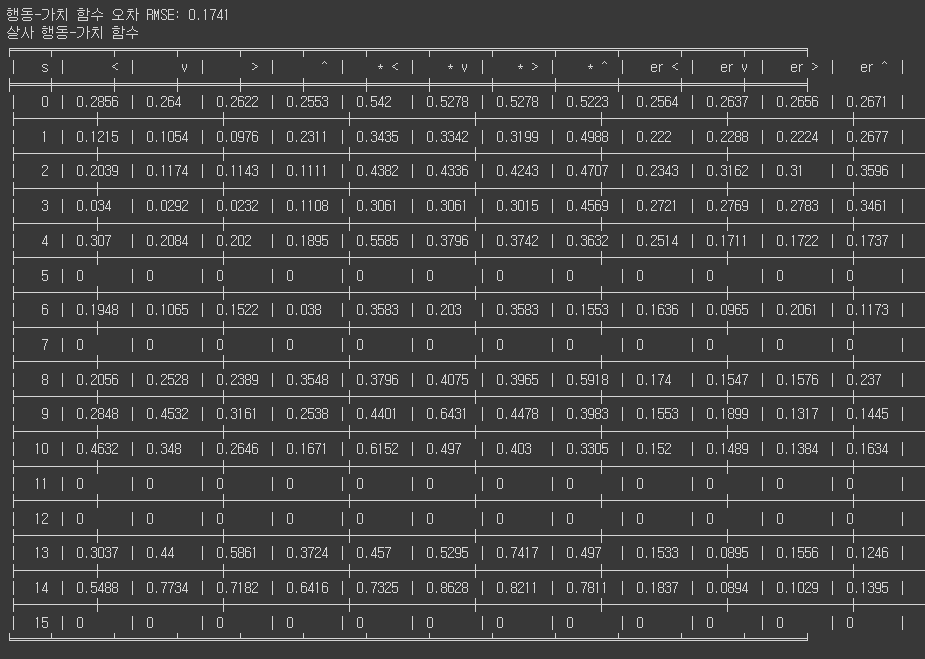 행동-가치 함수 오차 RMSE: 0.1741
살사 행동-가치 함수
| s | < | v | > | ^ | * < | * v | * > | * ^ | er < | er v | er > | er ^ |
| 0 | 0.2856 | 0.264 | 0.2622 | 0.2553 | 0.542 | 0.5278 | 0.5278 | 0.5223 | 0.2564 | 0.2637 | 0.2656 | 0.2671 |
| 1 | 0.1215 | 0.1054 | 0.0976 | 0.2311 | 0.3435 | 0.3342 | 0.3199 | 0.4988 | 0.222 | 0.2288 | 0.2224 | 0.2677 |
| 2 | 0.2039 | 0.1174 | 0.1143 | 0.1111 | 0.4382 | 0.4336 | 0.4243 | 0.4707 | 0.2343 | 0.3162 | 0.31 | 0.3596 |
| 3 | 0.034 | 0.0292 | 0.0232 | 0.1108 | 0.3061 | 0.3061 | 0.3015 | 0.4569 | 0.2721 | 0.2769 | 0.2783 | 0.3461 |
| 4 | 0.307 | 0.2084 | 0.202 | 0.1895 | 0.5585 | 0.3796 | 0.3742 | 0.3632 | 0.2514 | 0.1711 | 0.1722 | 0.1737 |
| 5 | 0 | 0 | 0 | 0 | 0 | 0 | 0 | 0 | 0 | 0 | 0 | 0 |
| 6 | 0.1948 | 0.1065 | 0.1522 | 0.038 | 0.3583 | 0.203 | 0.3583 | 0.1553 | 0.1636 | 0.0965 | 0.2061 | 0.1173 |
| 7 | 0 | 0 | 0 | 0 | 0 | 0 | 0 | 0 | 0 | 0 | 0 | 0 |
| 8 | 0.2056 | 0.2528 | 0.2389 | 0.3548 | 0.3796 | 0.4075 | 0.3965 | 0.5918 | 0.174 | 0.1547 | 0.1576 | 0.237 |
| 9 | 0.2848 | 0.4532 | 0.3161 | 0.2538 | 0.4401 | 0.6431 | 0.4478 | 0.3983 | 0.1553 | 0.1899 | 0.1317 | 0.1445 |
| 10 | 0.4632 | 0.348 | 0.2646 | 0.1671 | 0.6152 | 0.497 | 0.403 | 0.3305 | 0.152 | 0.1489 | 0.1384 | 0.1634 |
| 11 | 0 | 0 | 0 | 0 | 0 | 0 | 0 | 0 | 0 | 0 | 0 | 0 |
| 12 | 0 | 0 | 0 | 0 | 0 | 0 | 0 | 0 | 0 | 0 | 0 | 0 |
| 13 | 0.3037 | 0.44 | 0.5861 | 0.3724 | 0.457 | 0.5295 | 0.7417 | 0.497 | 0.1533 | 0.0895 | 0.1556 | 0.1246 |
| 14 | 0.5488 | 0.7734 | 0.7182 | 0.6416 | 0.7325 | 0.8628 | 0.8211 | 0.7811 | 0.1837 | 0.0894 | 0.1029 | 0.1395 |
| 15 | 0 | 0 | 0 | 0 | 0 | 0 | 0 | 0 | 0 | 0 | 0 | 0 |